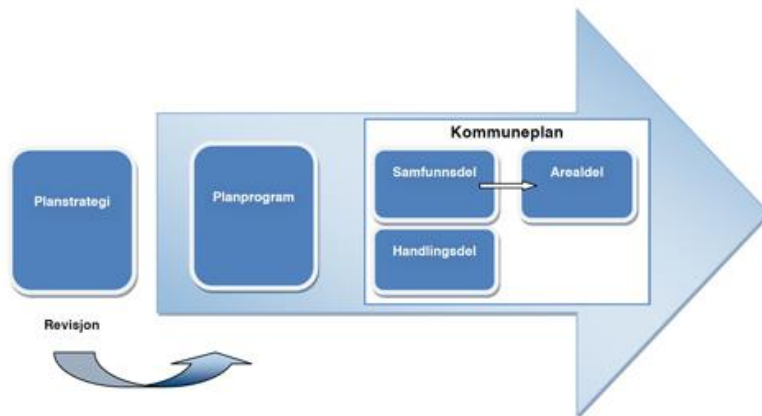 Kommuneplan
Planstrategi
Planprogram
Samfunnsdel
Arealdel
Handlingsdel
Revisjon